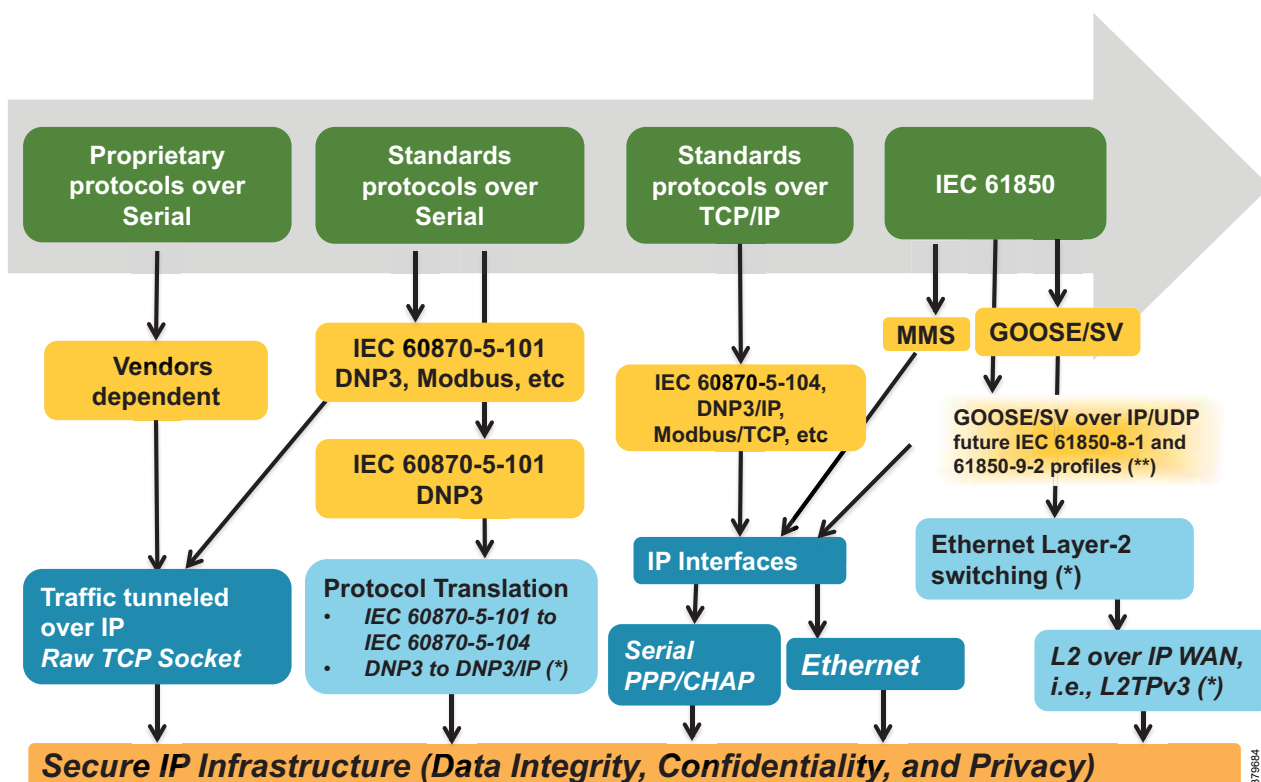 Proprietary
protocols over
Serial
Standards
protocols over
Serial
Standards
protocols over
TCP/IP
IEC 61850
Vendors
dependent
IEC 60870-5-101
DNP3, Modbus, etc
IEC 60870-5-101
DNP3
IEC 60870-5-104,
DNP3/IP,
Modbus/TCP, etc
MMS
GOOSE/SV
GOOSE/SV over IP/UDP
future IEC 61850-8-1 and
61850-9-2 profiles (**)
Traffic tunneled
over IP
Raw TCP Socket
Protocol Translation
• IEC 60870-5-101 to
IEC 60870-5-104
• DNP3 to DNP3/IP (*)
IP Interfaces
Serial
PPP/CHAP
Ethernet
Ethernet Layer-2
switching (*)
L2 over IP WAN,
i.e., L2TPv3 (*)
Secure IP Infrastructure (Data Integrity, Confidentiality, and Privacy)
379684